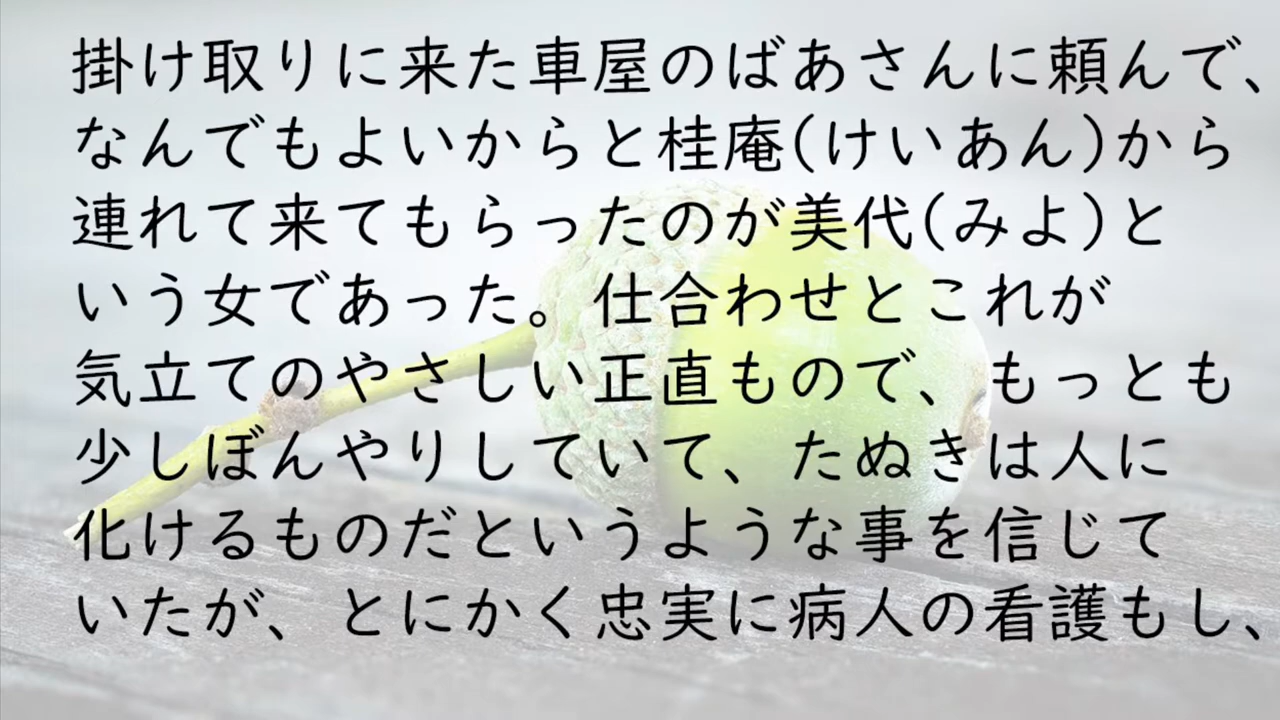 掛け取りに来た車屋のばあさんに頼んで、
なんでもよいからと桂庵(けいあん)から
連れて来てもらったのが美代(みよ)と
いう女であった。仕合わせとこれが
気立てのやさしい正直もので、もっとも
少しぼんやりしていて、たぬきは人に
化けるものだというような事を信じて
いたが、とにかく忠実に病人の看護もし、